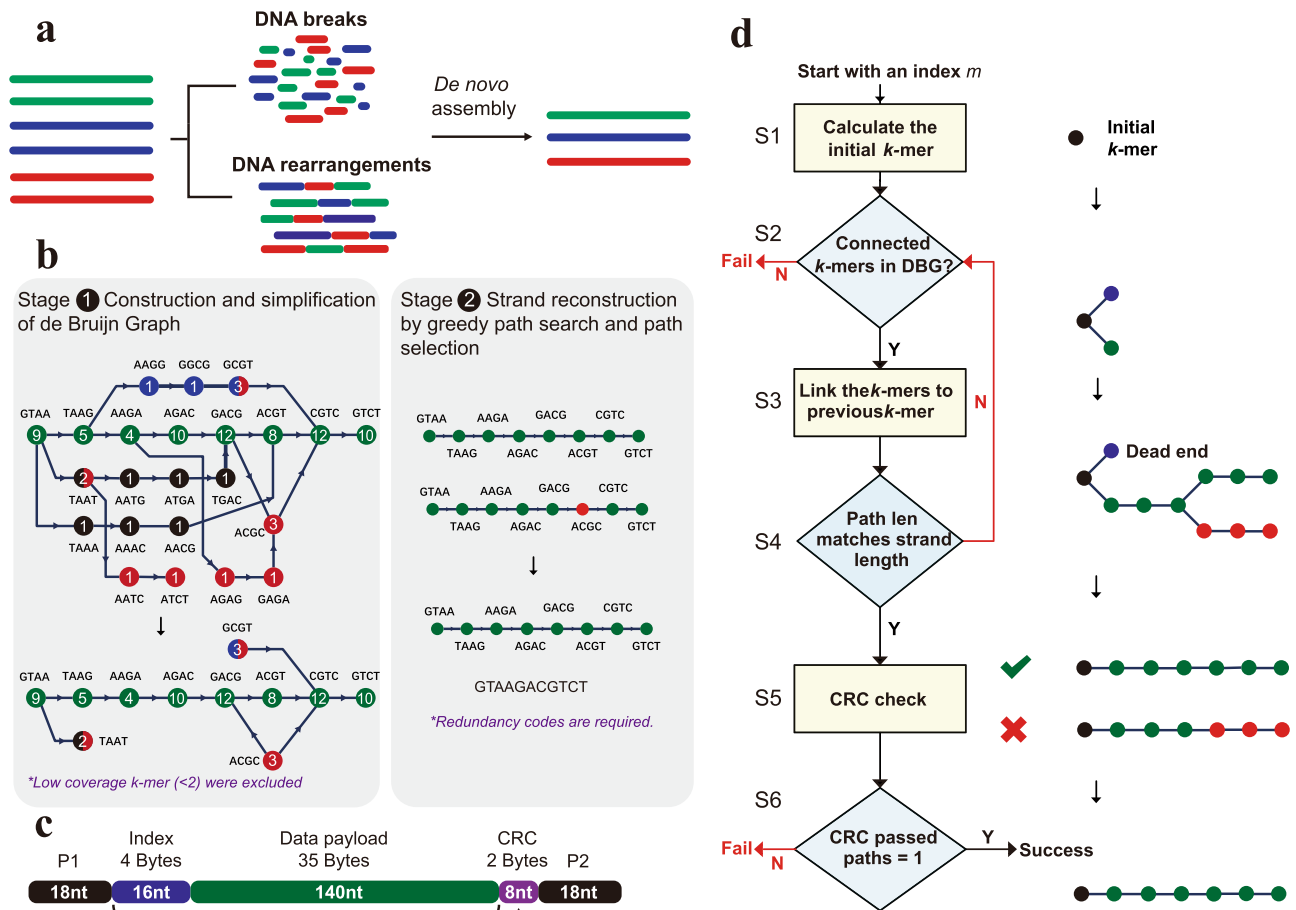 a
DNA breaks
De novo
assembly
DNA rearrangements
b
Stage 1 Construction and simplification
of de Bruijn Graph
AAGG GGCG GCGT
1 1 3
GTAA TAAG AAGA AGAC GACG ACGT CGTC GTCT
9 5 4 10 12 8 12 10
2 1 1 1
TAAT AATG ATGA TGAC
1 1 1
ACGC 3
TAAA AAAC AACG
1 1 1 1
AATC ATCT AGAG GAGA
GCGT
3
GTAA TAAG AAGA AGAC GACG ACGT CGTC GTCT
9 5 4 10 12 8 12 10
2 TAAT
ACGC 3
*Low coverage k-mer (<2) were excluded
Stage 2 Strand reconstruction
by greedy path search and path
selection
GTAA AAGA GACG CGTC
TAAG AGAC ACGT GTCT
GTAA AAGA GACG CGTC
TAAG AGAC ACGC GTCT
GTAA AAGA GACG CGTC
TAAG AGAC ACGT GTCT
GTAAGACGTCT
*Redundancy codes are required.
c
Index Data payload CRC
P1 4 Bytes 35 Bytes 2 Bytes P2
18nt 16nt 140nt 8nt 18nt
d
Start with an index m
S1
Calculate the
initial k-mer
Initial
k-mer
S2
Connected
k-mers in DBG?
Fail
N
Y
S3
Link thek-mers to
previousk-mer
N
Dead end
S4
Path len
matches strand
length
Y
S5
CRC check
S6
CRC passed
paths = 1
Fail
N
Y
Success